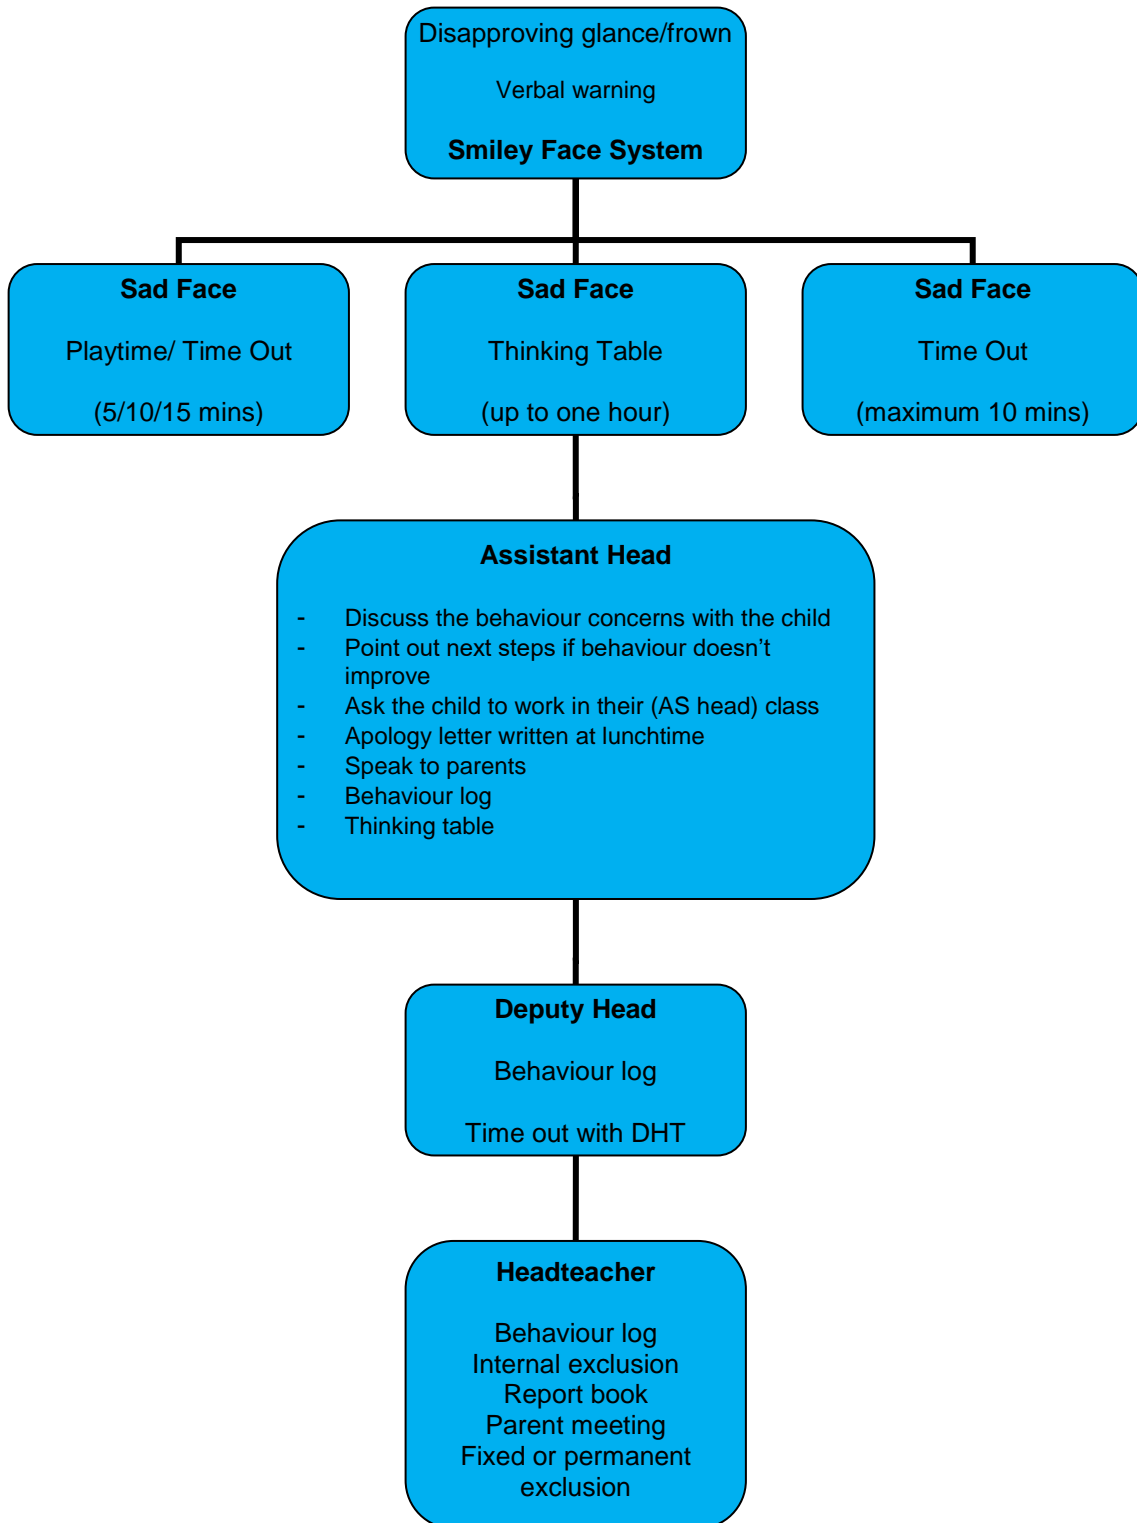 Disapproving glance/frown
Verbal warning
Smiley Face System
Sad Face
Playtime/ Time Out
(5/10/15 mins)
Sad Face
Thinking Table
(up to one hour)
Sad Face
Time Out
(maximum 10 mins)
Assistant Head
- Discuss the behaviour concerns with the child
- Point out next steps if behaviour doesn’t
improve
- Ask the child to work in their (AS head) class
- Apology letter written at lunchtime
- Speak to parents
- Behaviour log
- Thinking table
Deputy Head
Behaviour log
Time out with DHT
Headteacher
Behaviour log
Internal exclusion
Report book
Parent meeting
Fixed or permanent
exclusion